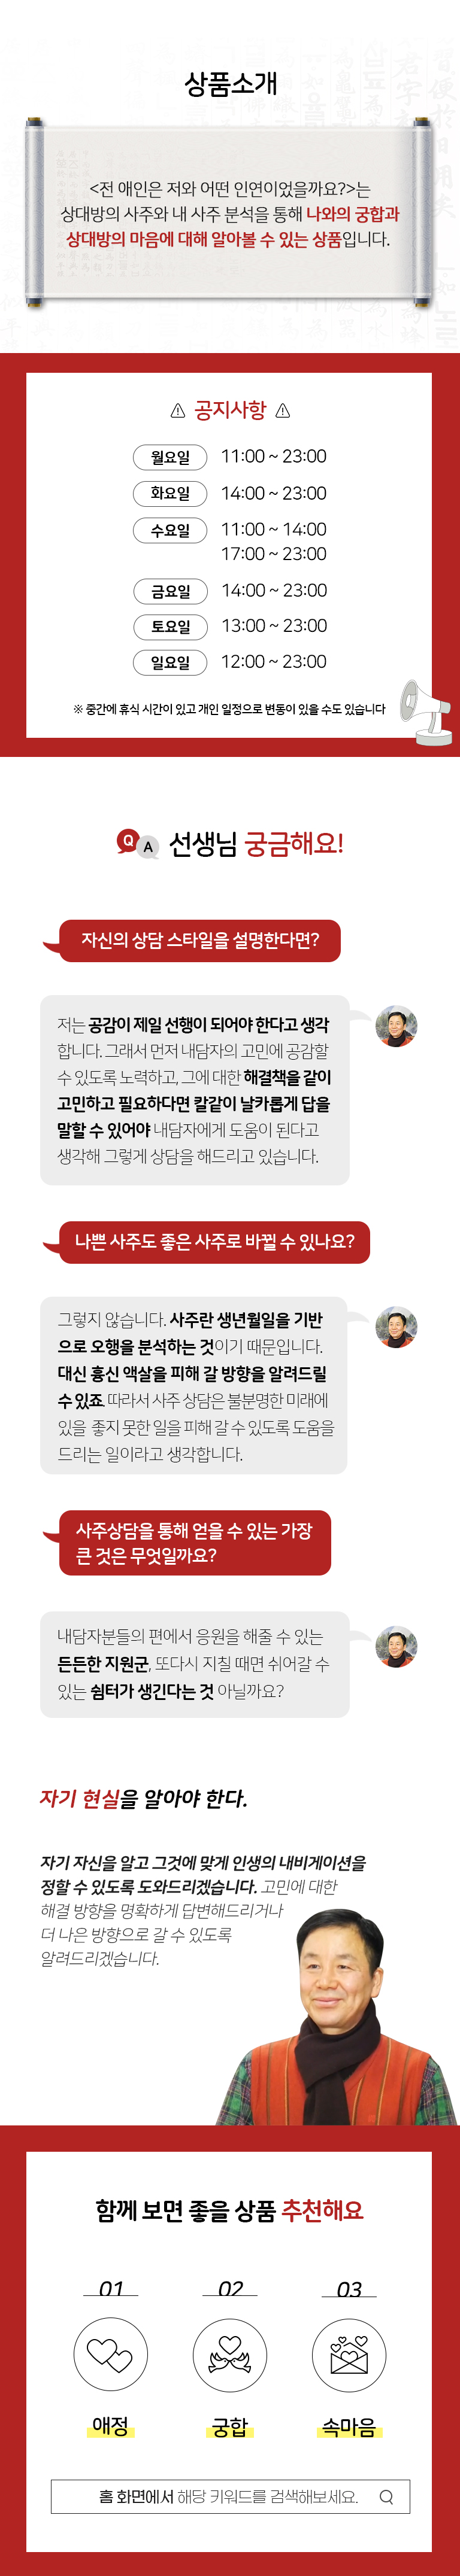 상품소개
<전 애인은 저와 어떤 인연이었을까요?>는
상대방의 사주와 내 사주 분석을 통해 나와의 궁합과
상대방의 마음에 대해 알아볼 수 있는 상품입니다.
공지사항
월요일 11:00 ~ 23:00
화요일 14:00 ~ 23:00
수요일 11:00 ~ 14:00
17:00 ~ 23:00
금요일 14:00 ~ 23:00
토요일 13:00 ~ 23:00
일요일 12:00 ~ 23:00
※ 중간에 휴식 시간이 있고 개인 일정으로 변동이 있을 수도 있습니다
Q A 선생님 궁금해요!
자신의 상담 스타일을 설명한다면?
저는 공감이 제일 선행이 되어야 한다고 생각
합니다. 그래서 먼저 내담자의 고민에 공감할
수 있도록 노력하고, 그에 대한 해결책을 같이
고민하고 필요하다면 칼같이 날카롭게 답을
말할 수 있어야 내담자에게 도움이 된다고
생각해 그렇게 상담을 해드리고 있습니다.
나쁜 사주도 좋은 사주로 바뀔 수 있나요?
그렇지 않습니다. 사주란 생년월일을 기반
으로 오행을 분석하는 것이기 때문입니다.
대신 흉신 액살을 피해 갈 방향을 알려드릴
수 있죠. 따라서 사주 상담은 불분명한 미래에
있을 좋지 못한 일을 피해 갈 수 있도록 도움을
드리는 일이라고 생각합니다.
사주상담을 통해 얻을 수 있는 가장
큰 것은 무엇일까요?
내담자분들의 편에서 응원을 해줄 수 있는
든든한 지원군, 또다시 지칠 때면 쉬어갈 수
있는 쉼터가 생긴다는 것 아닐까요?
자기 현실을 알아야 한다.
자기 자신을 알고 그것에 맞게 인생의 내비게이션을
정할 수 있도록 도와드리겠습니다. 고민에 대한
해결 방향을 명확하게 답변해드리거나
더 나은 방향으로 갈 수 있도록
알려드리겠습니다.
함께 보면 좋을 상품 추천해요
01 02 03
애정 궁합 속마음
홈 화면에서 해당 키워드를 검색해보세요.